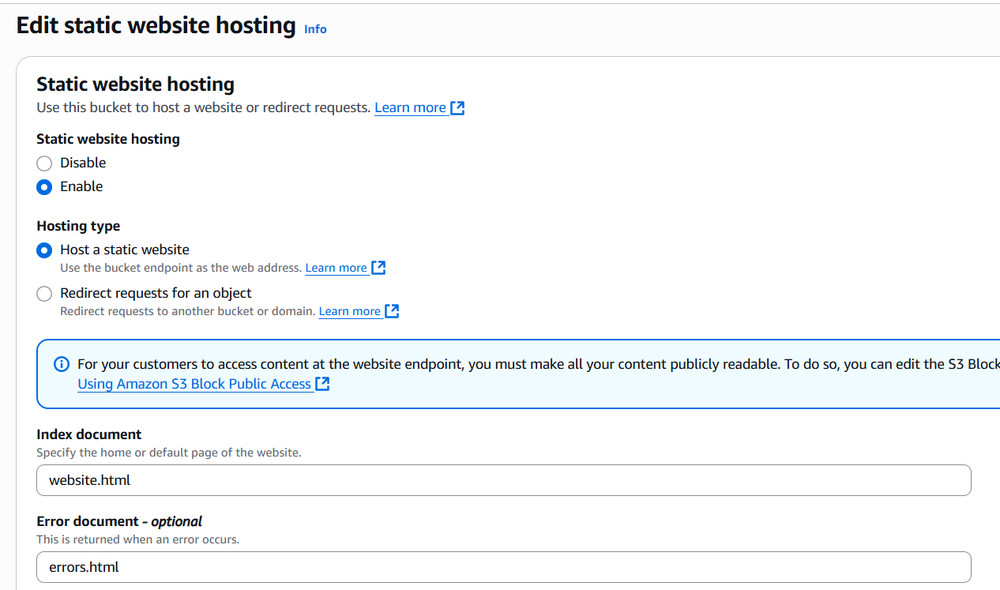 Edit static website hosting Info
Static website hosting
Use this bucket to host a website or redirect requests. Learn more
Static website hosting
Disable
Enable
Hosting type
Host a static website
Use the bucket endpoint as the web address. Learn more
Redirect requests for an object
Redirect requests to another bucket or domain. Learn more
For your customers to access content at the website endpoint, you must make all your content publicly readable. To do so, you can edit the S3 Block
Using Amazon S3 Block Public Access
Index document
Specify the home or default page of the website.
website.html
Error document - optional
This is returned when an error occurs.
errors.html